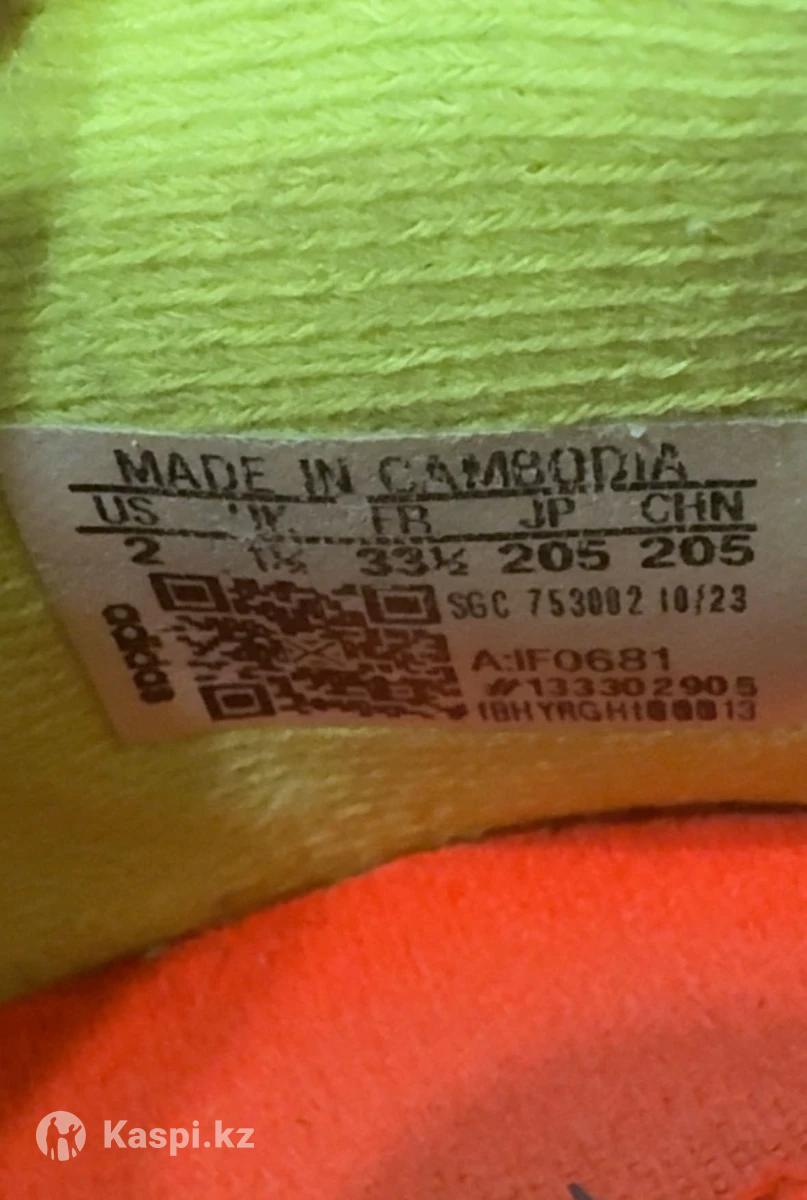 MADE IN CAMBODIA
US UK FR JP CHN
2 1½ 33½ 205 205
SGC 753002 10/23
adidas
A:IF0681
#133302905
Kaspi.kz